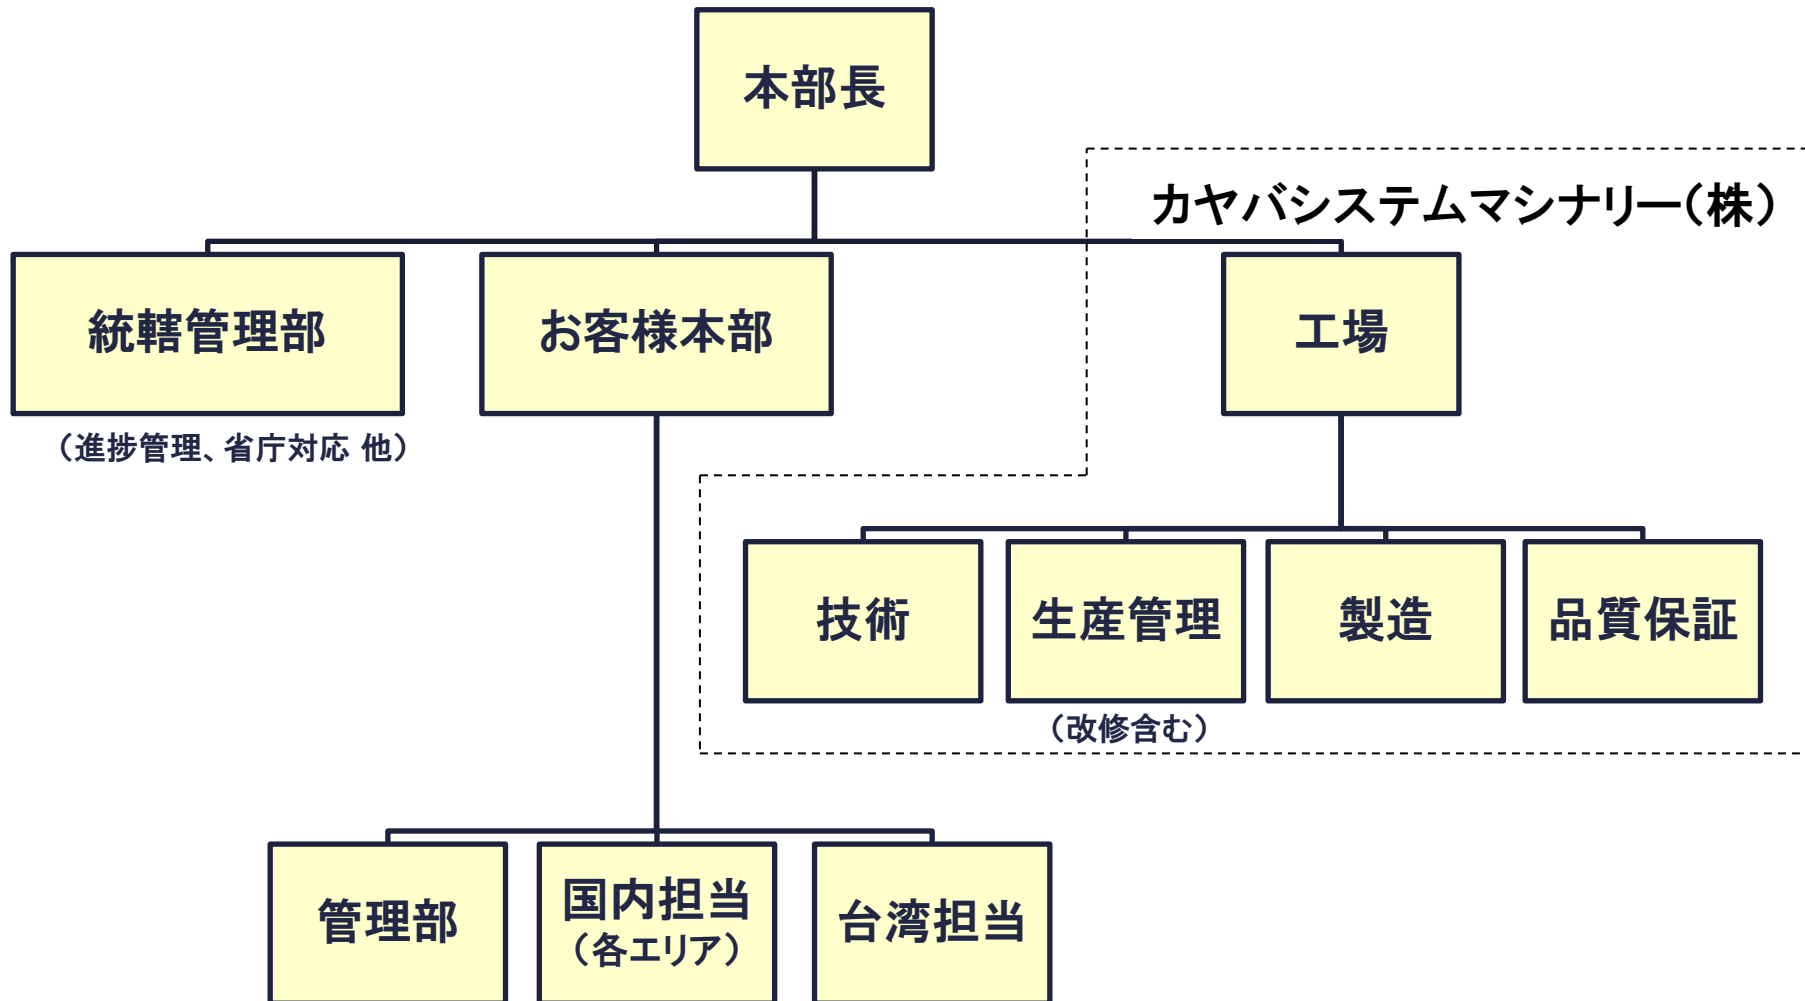 本部長
カヤバシステムマシナリー(株)
統轄管理部
お客様本部
工場
(進捗管理、省庁対応 他)
技術
生産管理
製造
品質保証
(改修含む)
管理部
国内担当
(各エリア)
台湾担当